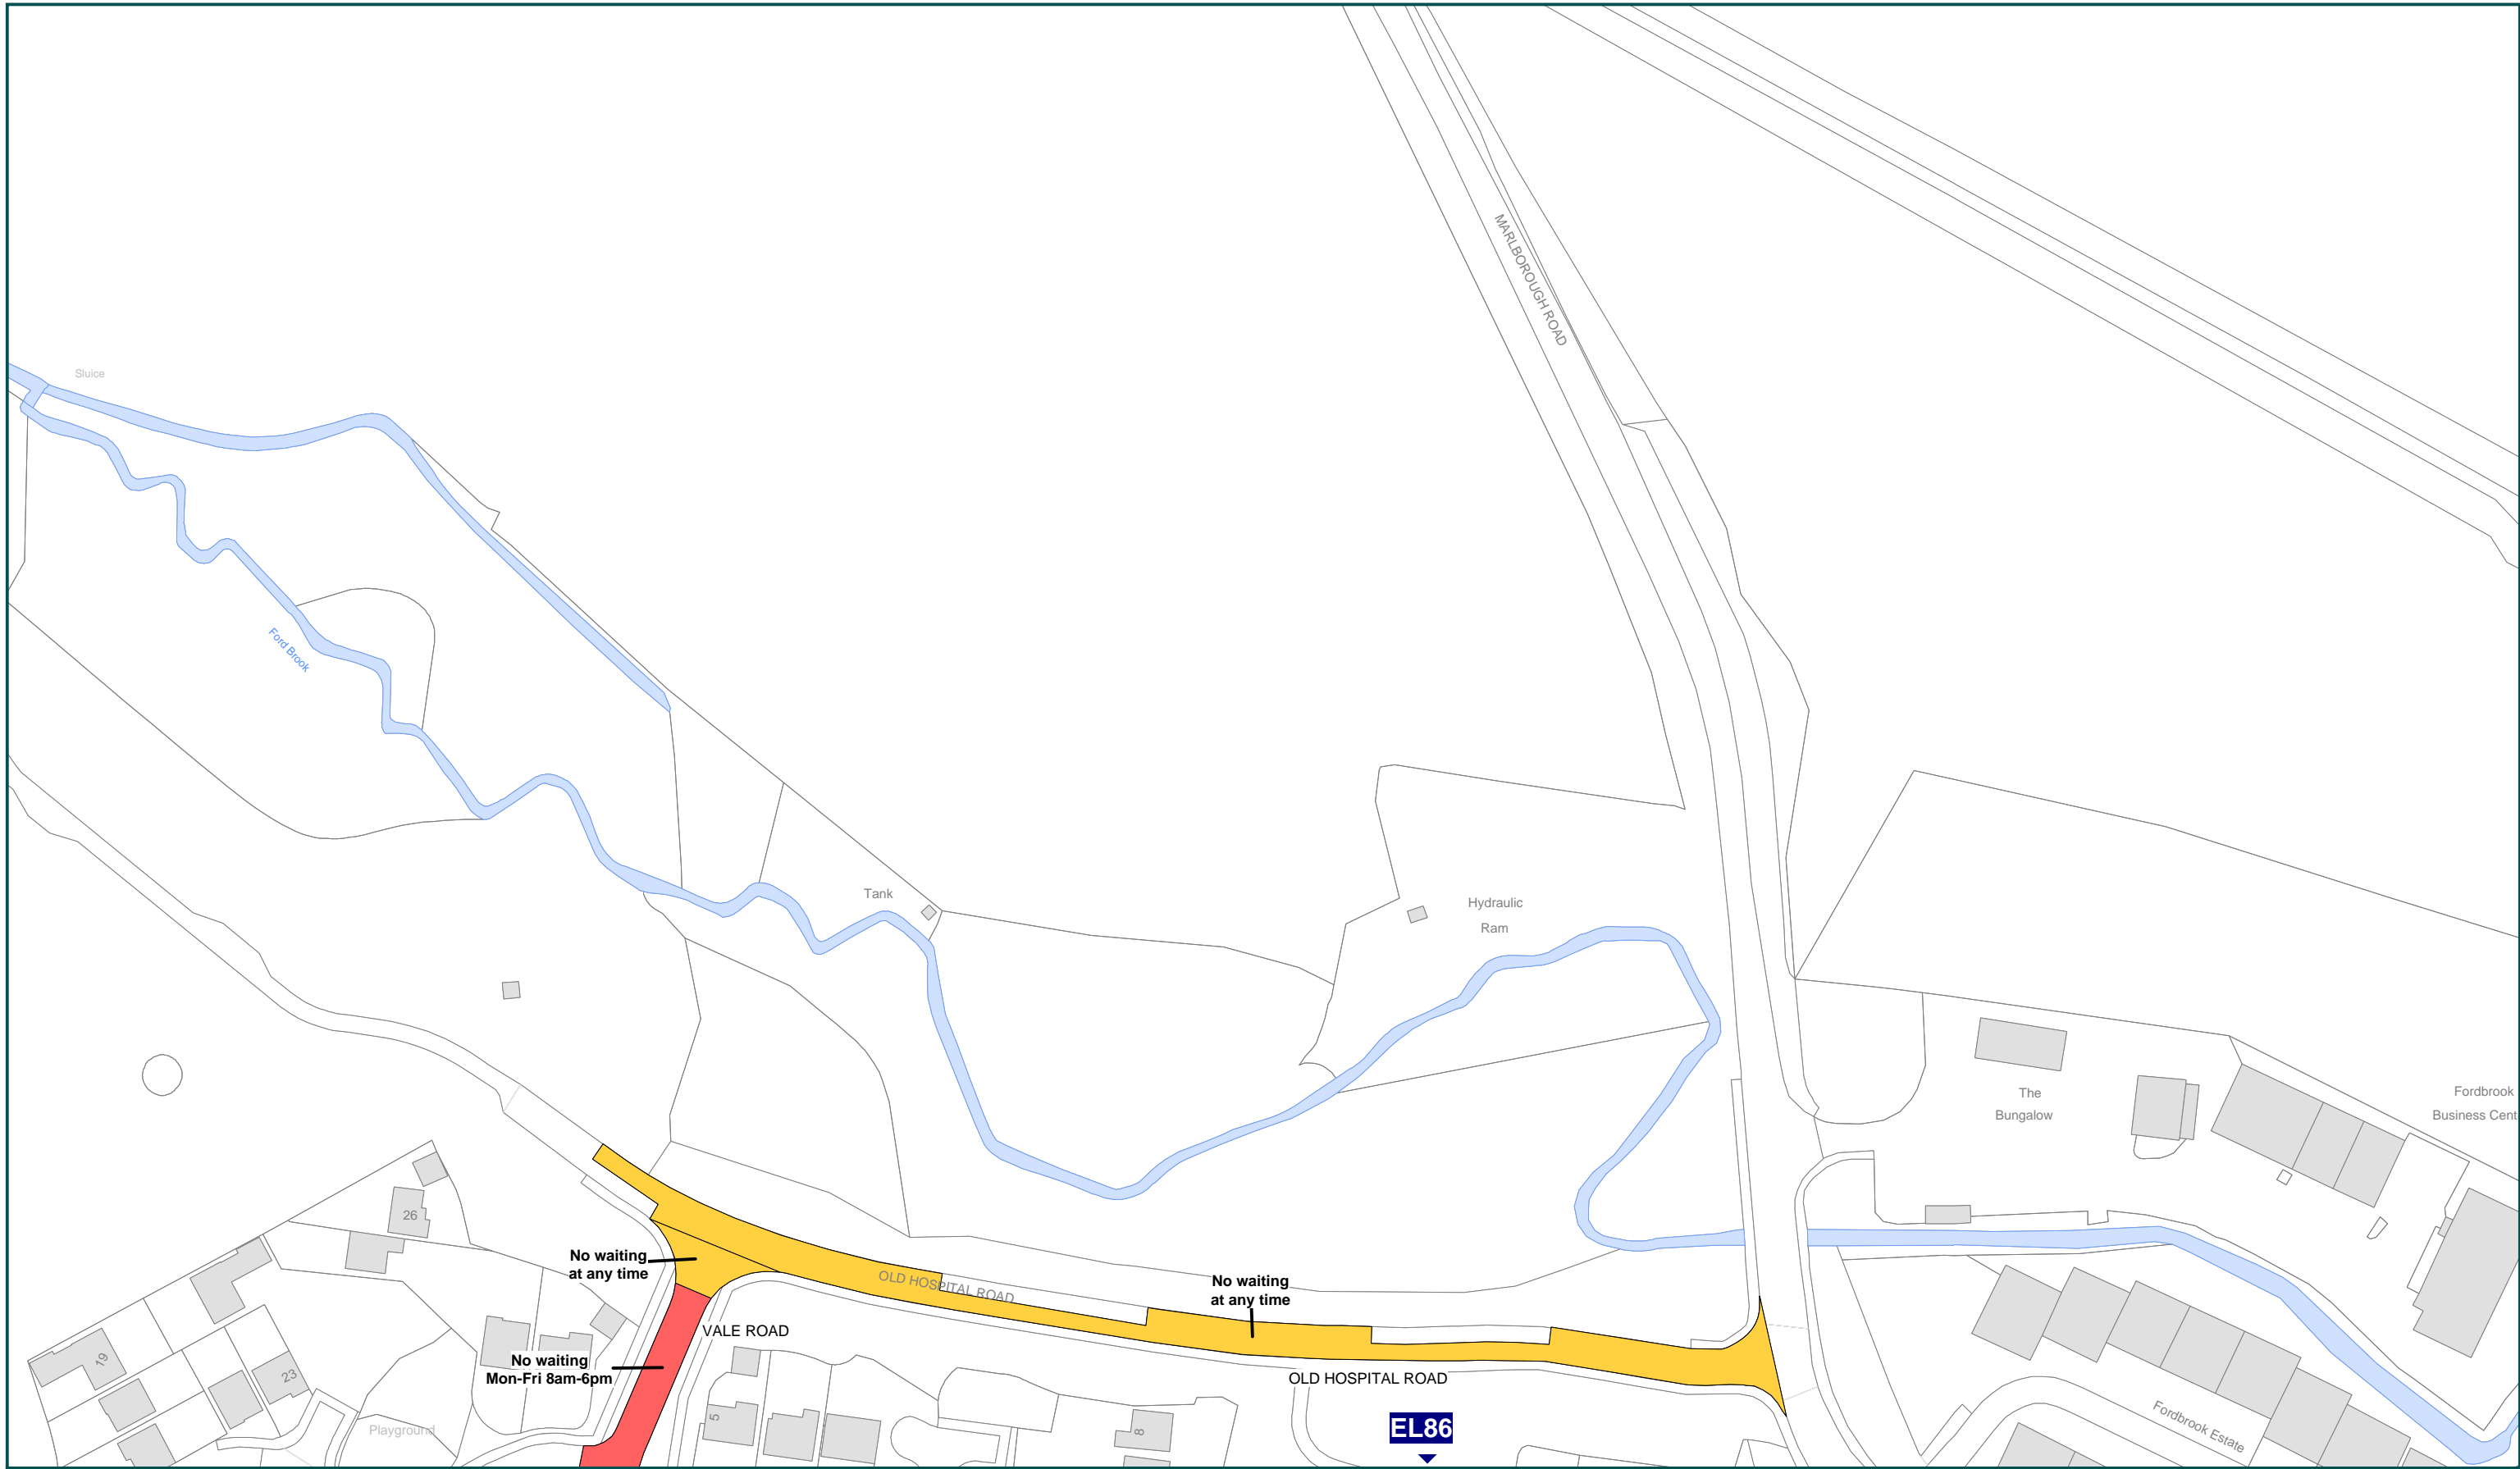 MARLBOROUGH ROAD
Sluice
Ford Brook
Tank
Hydraulic
Ram
The
Bungalow
Fordbrook
Business Cent
26
No waiting
at any time
OLD HOSPITAL ROAD
No waiting
at any time
VALE ROAD
19
23
No waiting
Mon-Fri 8am-6pm
OLD HOSPITAL ROAD
5
8
Playground
EL86
Fordbrook Estate